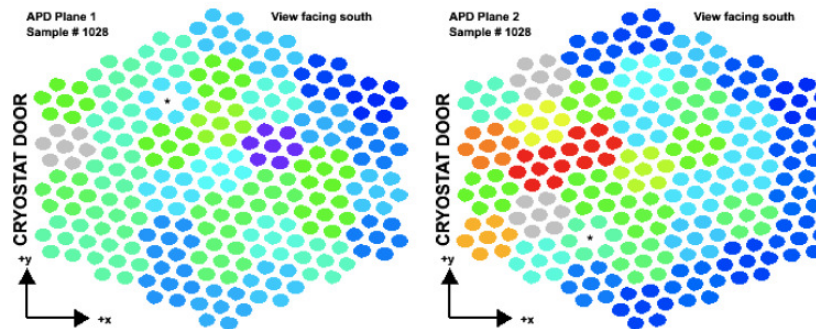 APD Plane 1
Sample # 1028
View facing south
CRYOSTAT DOOR
*
+y
+x
APD Plane 2
Sample # 1028
View facing south
CRYOSTAT DOOR
*
+y
+x